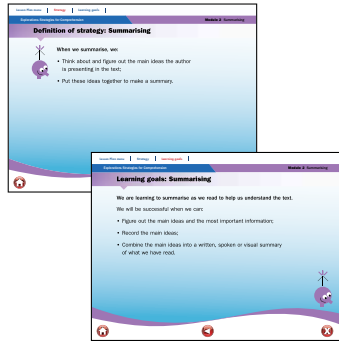 Lesson Plan menu | Strategy | Learning goals |
Explorations Strategies for Comprehension
Module 2 Summarising
Definition of strategy: Summarising
When we summarise, we:
• Think about and figure out the main ideas the author
is presenting in the text;
• Put these ideas together to make a summary.
Lesson Plan menu | Strategy | Learning goals |
Explorations Strategies for Comprehension
Module 2 Summarising
Learning goals: Summarising
We are learning to summarise as we read to help us understand the text.
We will be successful when we can:
• Figure out the main ideas and the most important information;
• Record the main ideas;
• Combine the main ideas into a written, spoken or visual summary
of what we have read.
X